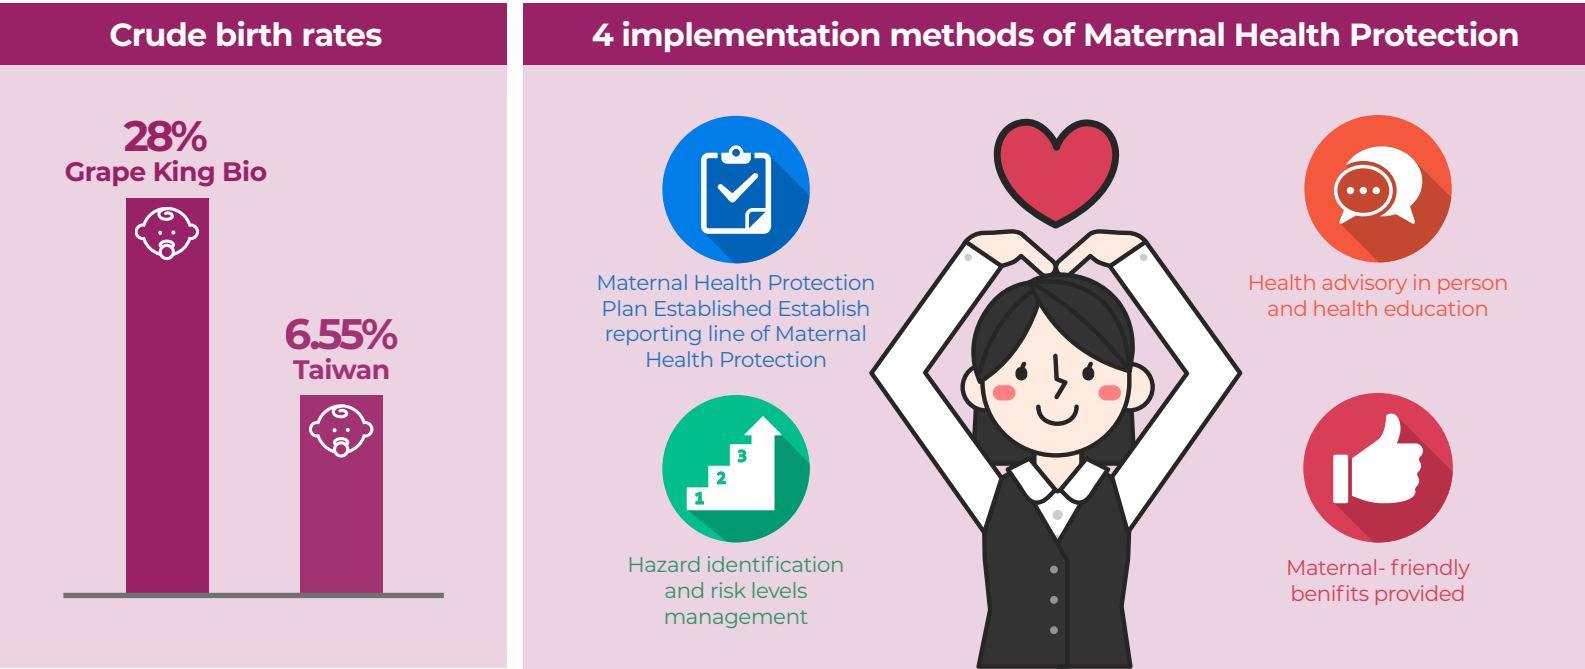 Crude birth rates
28%
Grape King Bio
6.55%
Taiwan
4 implementation methods of Maternal Health Protection
Maternal Health Protection
Plan Established Establish
reporting line of Maternal
Health Protection
Health advisory in person
and health education
1
2
3
Hazard identification
and risk levels
management
Maternal- friendly
benifits provided